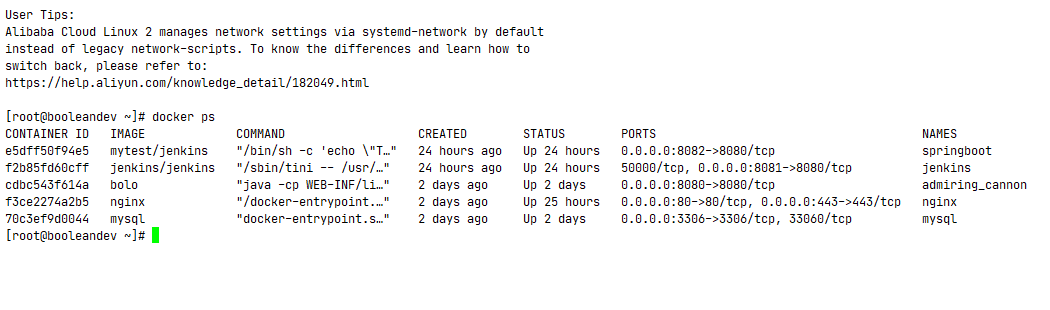 User Tips:
Alibaba Cloud Linux 2 manages network settings via systemd-network by default
instead of legacy network-scripts. To know the differences and learn how to
switch back, please refer to:
https://help.aliyun.com/knowledge_detail/182049.html
[root@booleandev ~]# docker ps
CONTAINER ID   IMAGE             COMMAND                  CREATED        STATUS        PORTS                                      NAMES
e5dff50f94e5   mytest/jenkins    "/bin/sh -c 'echo \"T…"   24 hours ago   Up 24 hours   0.0.0.0:8082->8080/tcp                     springboot
f2b85fd60cff   jenkins/jenkins   "/sbin/tini -- /usr/…"   24 hours ago   Up 24 hours   50000/tcp, 0.0.0.0:8081->8080/tcp          jenkins
cdbc543f614a   bolo              "java -cp WEB-INF/li…"   2 days ago     Up 2 days     0.0.0.0:8080->8080/tcp                     admiring_cannon
f3ce2274a2b5   nginx             "/docker-entrypoint.…"   2 days ago     Up 25 hours   0.0.0.0:80->80/tcp, 0.0.0.0:443->443/tcp   nginx
70c3ef9d0044   mysql             "docker-entrypoint.s…"   2 days ago     Up 2 days     0.0.0.0:3306->3306/tcp, 33060/tcp          mysql
[root@booleandev ~]#